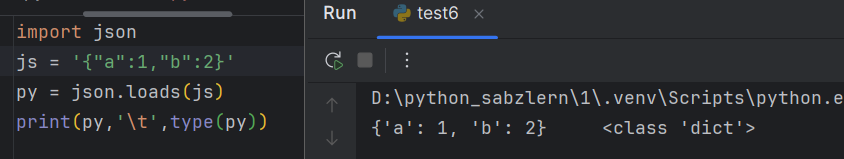 import json
js = '{"a":1,"b":2}'
py = json.loads(js)
print(py,'\t',type(py))
Run
test6
D:\python_sabzlern\1\.venv\Scripts\python.e
{'a': 1, 'b': 2}	<class 'dict'>